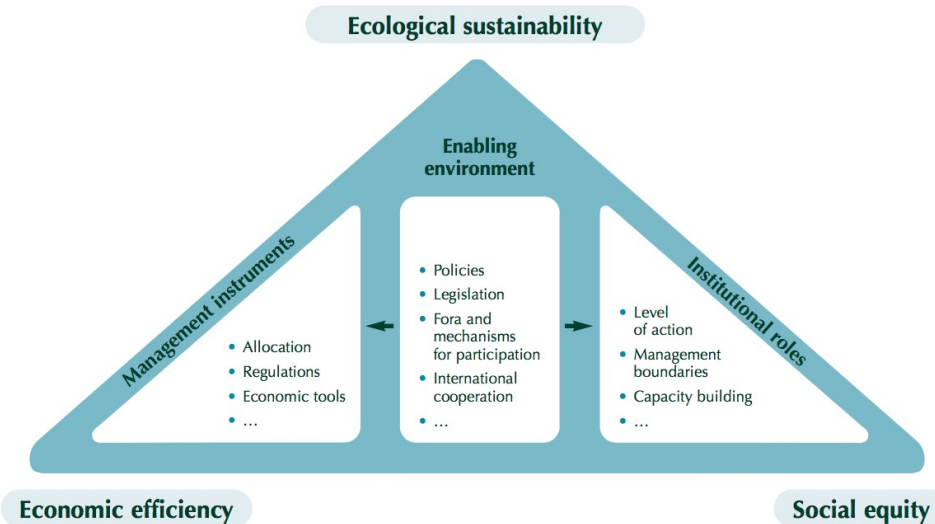 Ecological sustainability
Enabling
environment
Management instruments
• Allocation
• Regulations
• Economic tools
• ...
• Policies
• Legislation
• Fora and
mechanisms
for participation
• International
cooperation
• ...
Institutional roles
• Level
of action
• Management
boundaries
• Capacity building
• ...
Economic efficiency
Social equity